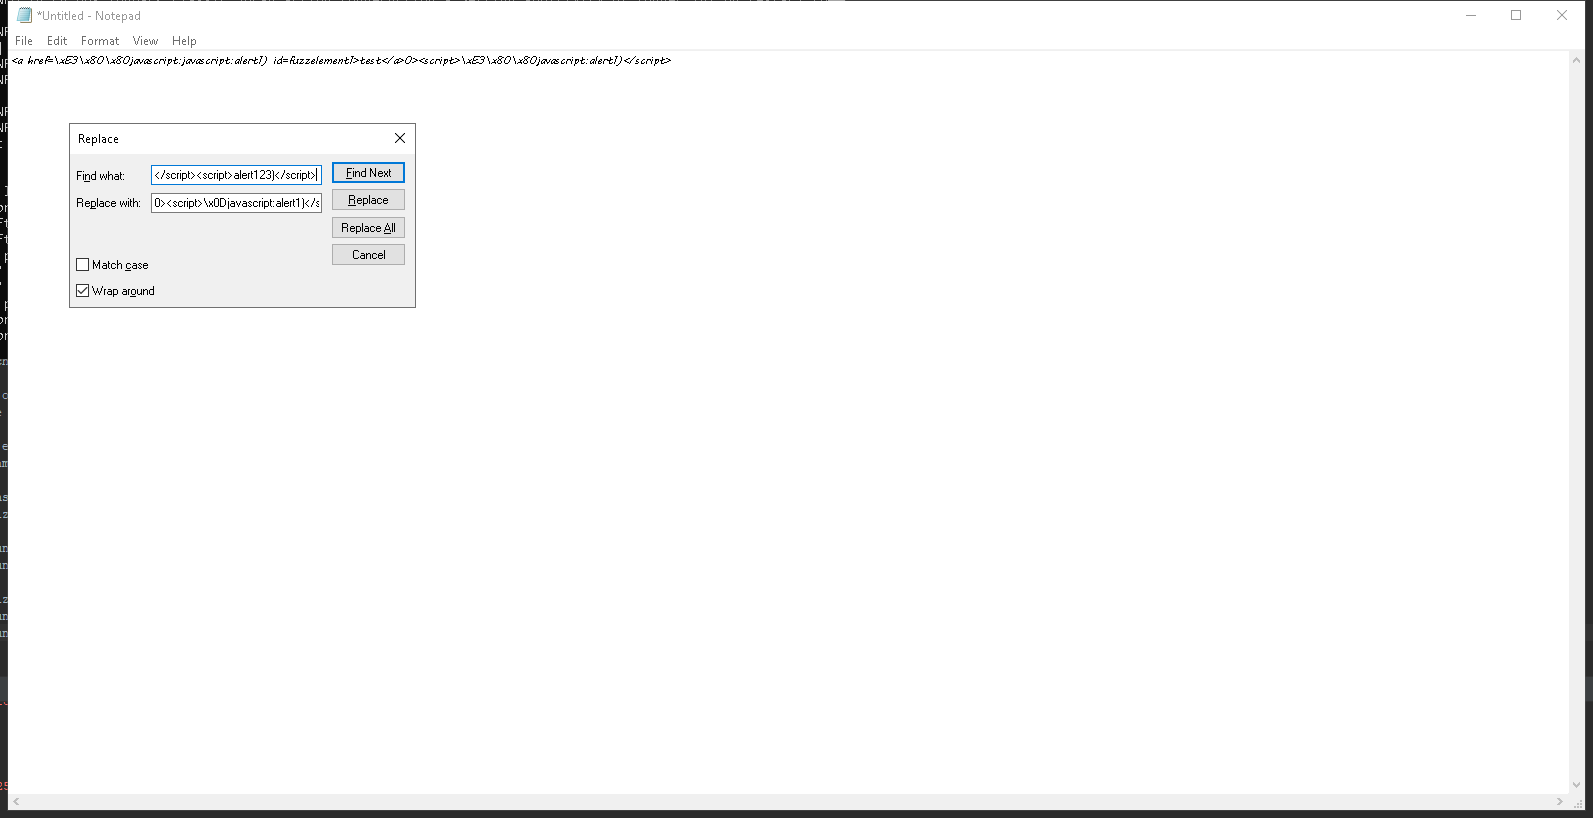 *Untitled - Notepad
File Edit Format View Help
<a href=\xE3\x80\x80javascript:javascript:alert1) id=fuzzelement1>test</a>0><script>\xE3\x80\x80javascript:alert1)</script>
Replace
Find what: </script><script>alert123)</script> Find Next
Replace with: 0><script>\x0Djavascript:alert1)</s Replace
Replace All
Cancel
Match case
Wrap around